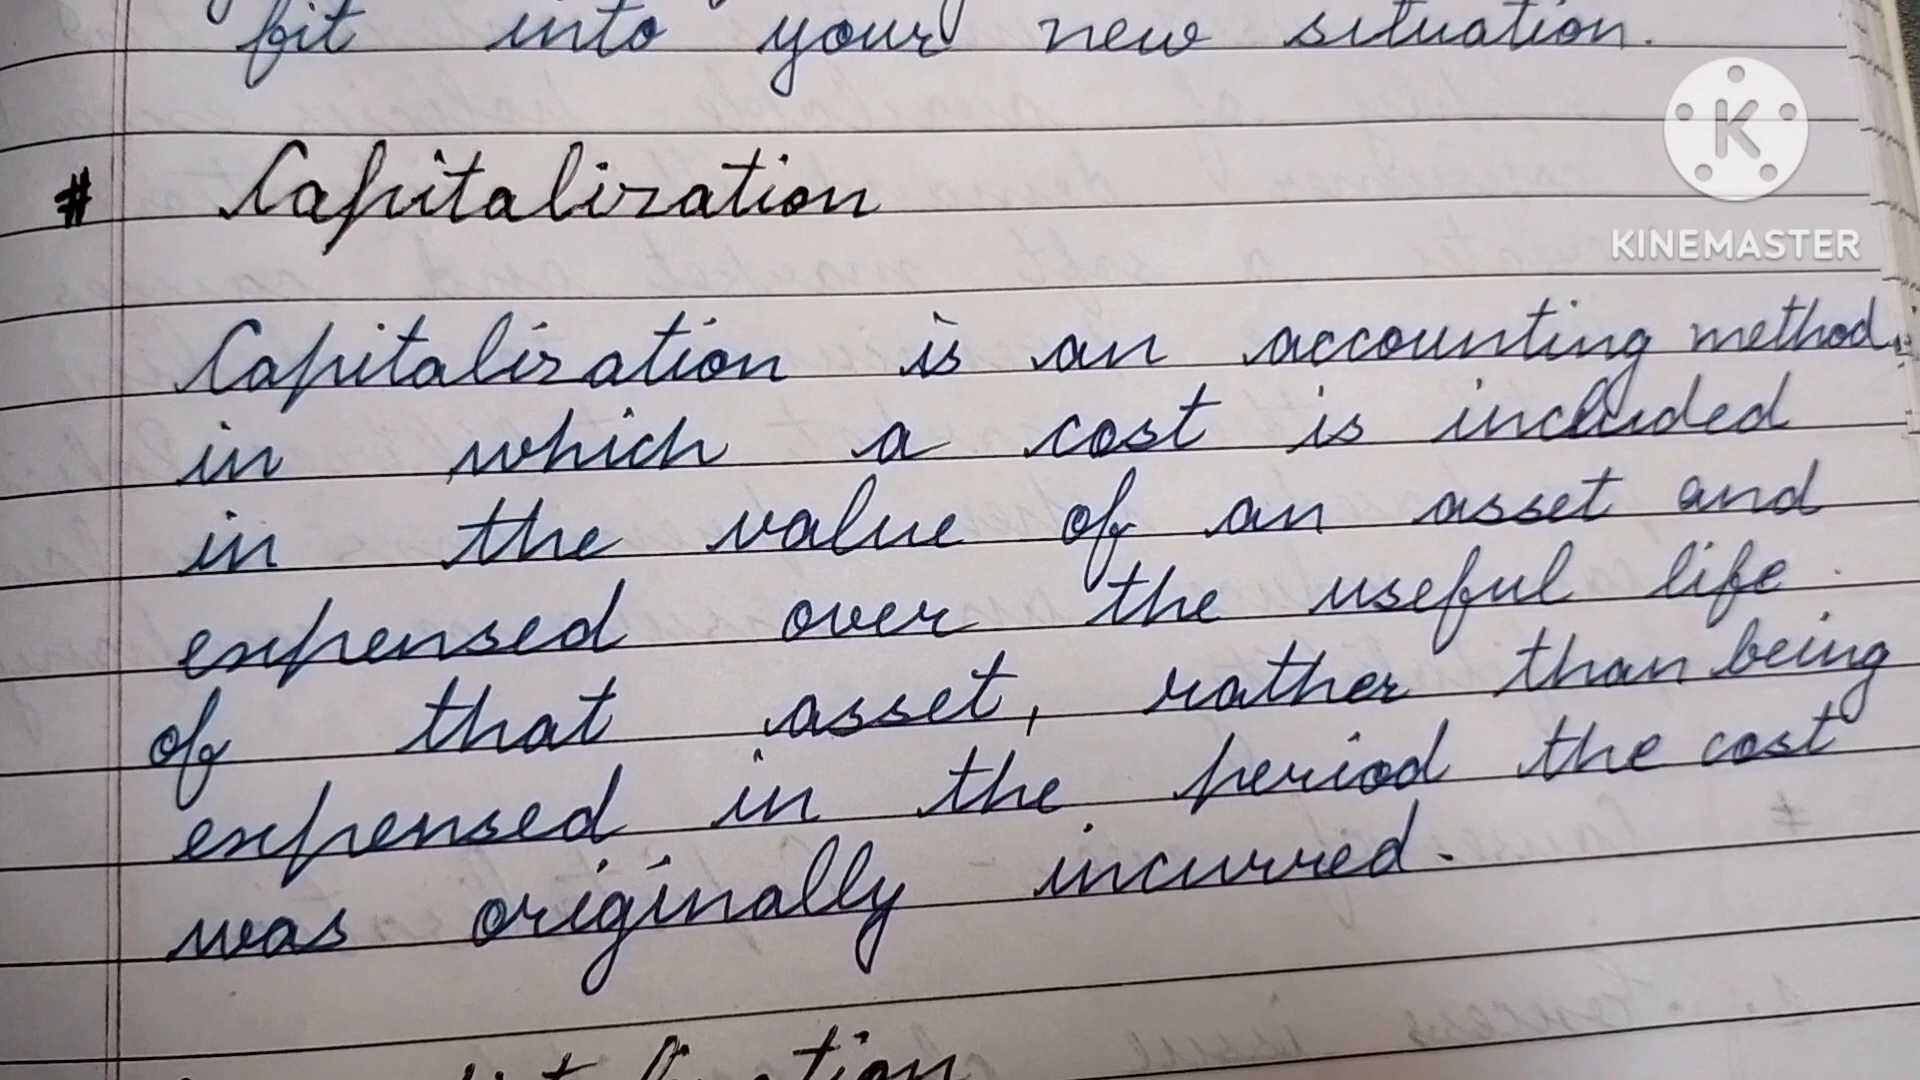 fit into your new situation.
K
KINEMASTER
# Capitalization
Capitalization is an accounting method
in which a cost is included
in the value of an asset and
expensed over the useful life
of that asset, rather than being
expensed in the period the cost
was originally incurred.